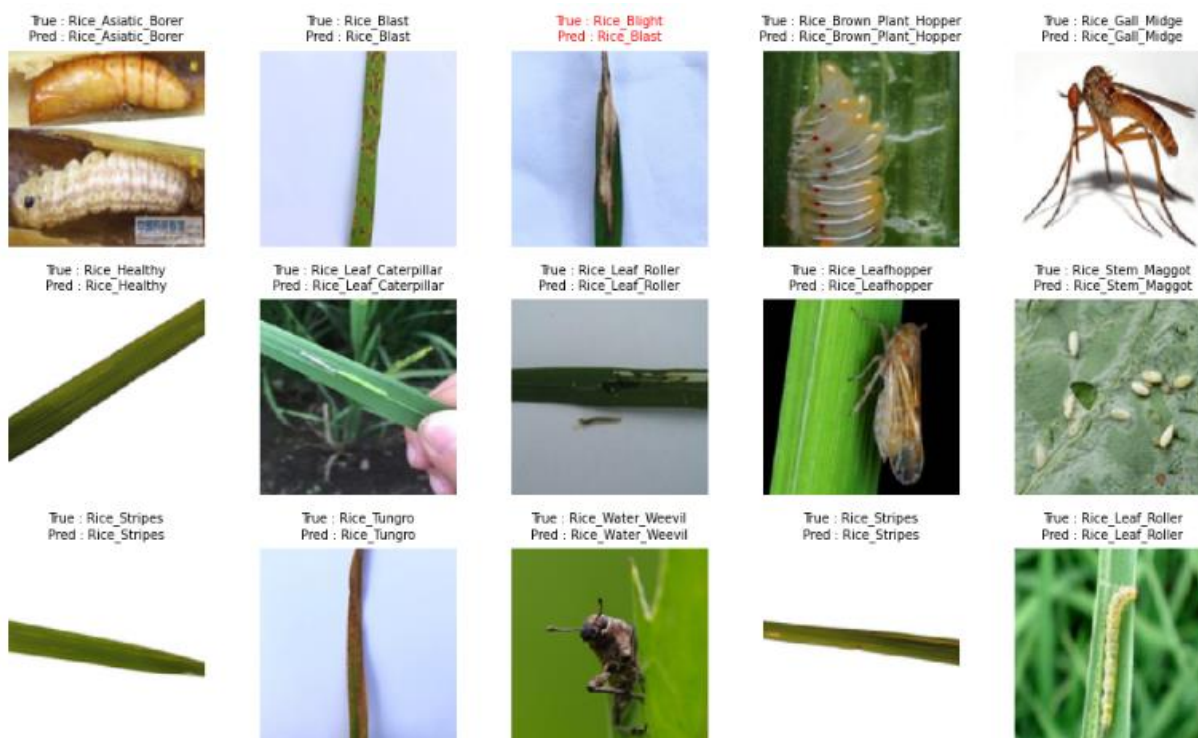 True : Rice_Asiatic_Borer
Pred : Rice_Asiatic_Borer
True : Rice_Blast
Pred : Rice_Blast
True : Rice_Blight
Pred : Rice_Blast
True : Rice_Brown_Plant_Hopper
Pred : Rice_Brown_Plant_Hopper
True : Rice_Gall_Midge
Pred : Rice_Gall_Midge
True : Rice_Healthy
Pred : Rice_Healthy
True : Rice_Leaf_Caterpillar
Pred : Rice_Leaf_Caterpillar
True : Rice_Leaf_Roller
Pred : Rice_Leaf_Roller
True : Rice_Leafhopper
Pred : Rice_Leafhopper
True : Rice_Stem_Maggot
Pred : Rice_Stem_Maggot
True : Rice_Stripes
Pred : Rice_Stripes
True : Rice_Tungro
Pred : Rice_Tungro
True : Rice_Water_Weevil
Pred : Rice_Water_Weevil
True : Rice_Stripes
Pred : Rice_Stripes
True : Rice_Leaf_Roller
Pred : Rice_Leaf_Roller